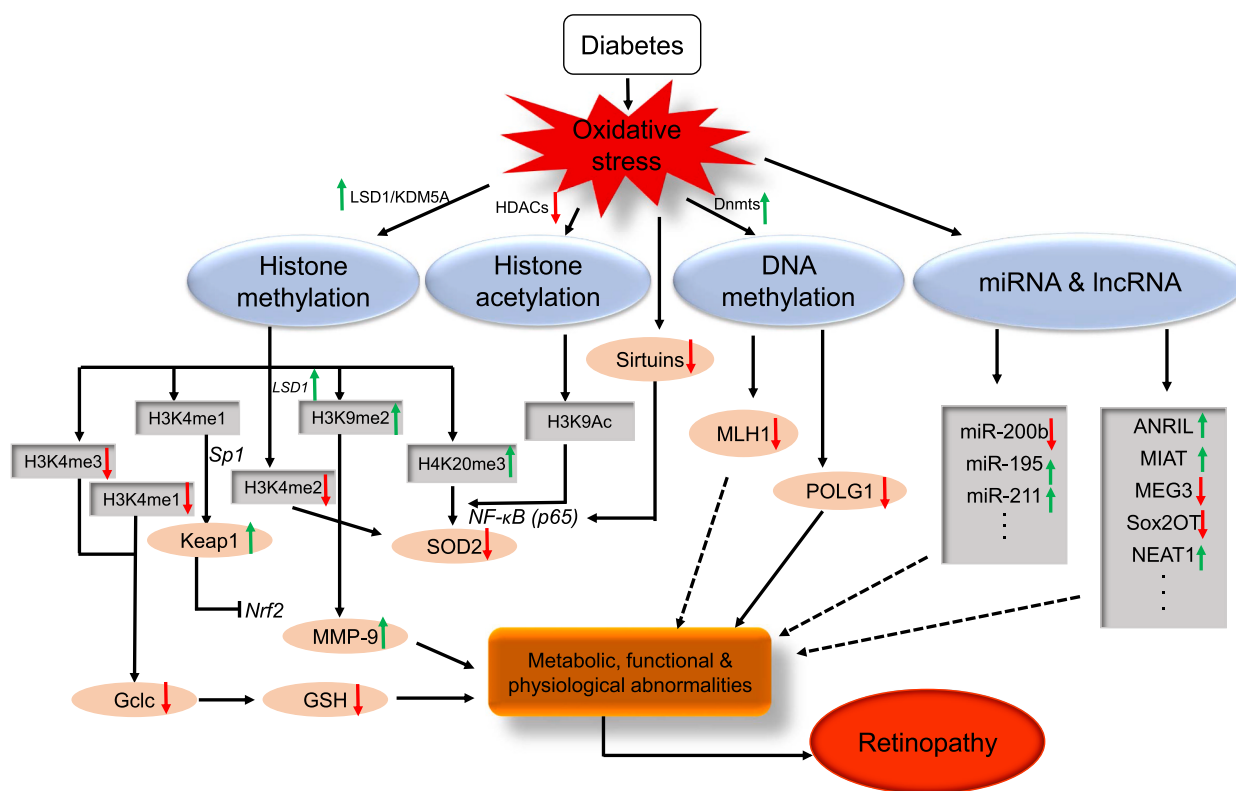 Diabetes
Oxidative
stress
LSD1/KDM5A
HDACs
Dnmts
Histone
methylation
Histone
acetylation
DNA
methylation
miRNA & lncRNA
Sirtuins
LSD1
H3K4me1
H3K9me2
H3K9Ac
H3K4me3
Sp1
H4K20me3
H3K4me1
H3K4me2
MLH1
POLG1
miR-200b
miR-195
miR-211
ANRIL
MIAT
MEG3
Sox2OT
NEAT1
Keap1
NF-κB (p65)
SOD2
Nrf2
MMP-9
Gclc
GSH
Metabolic, functional &
physiological abnormalities
Retinopathy